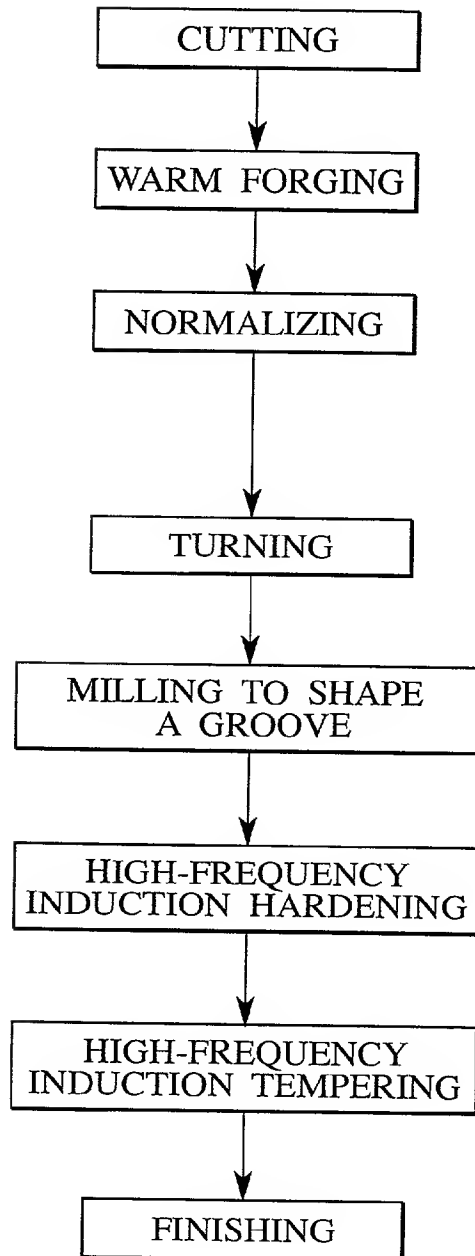 CUTTING
WARM FORGING
NORMALIZING
TURNING
MILLING TO SHAPE
A GROOVE
HIGH-FREQUENCY
INDUCTION HARDENING
HIGH-FREQUENCY
INDUCTION TEMPERING
FINISHING